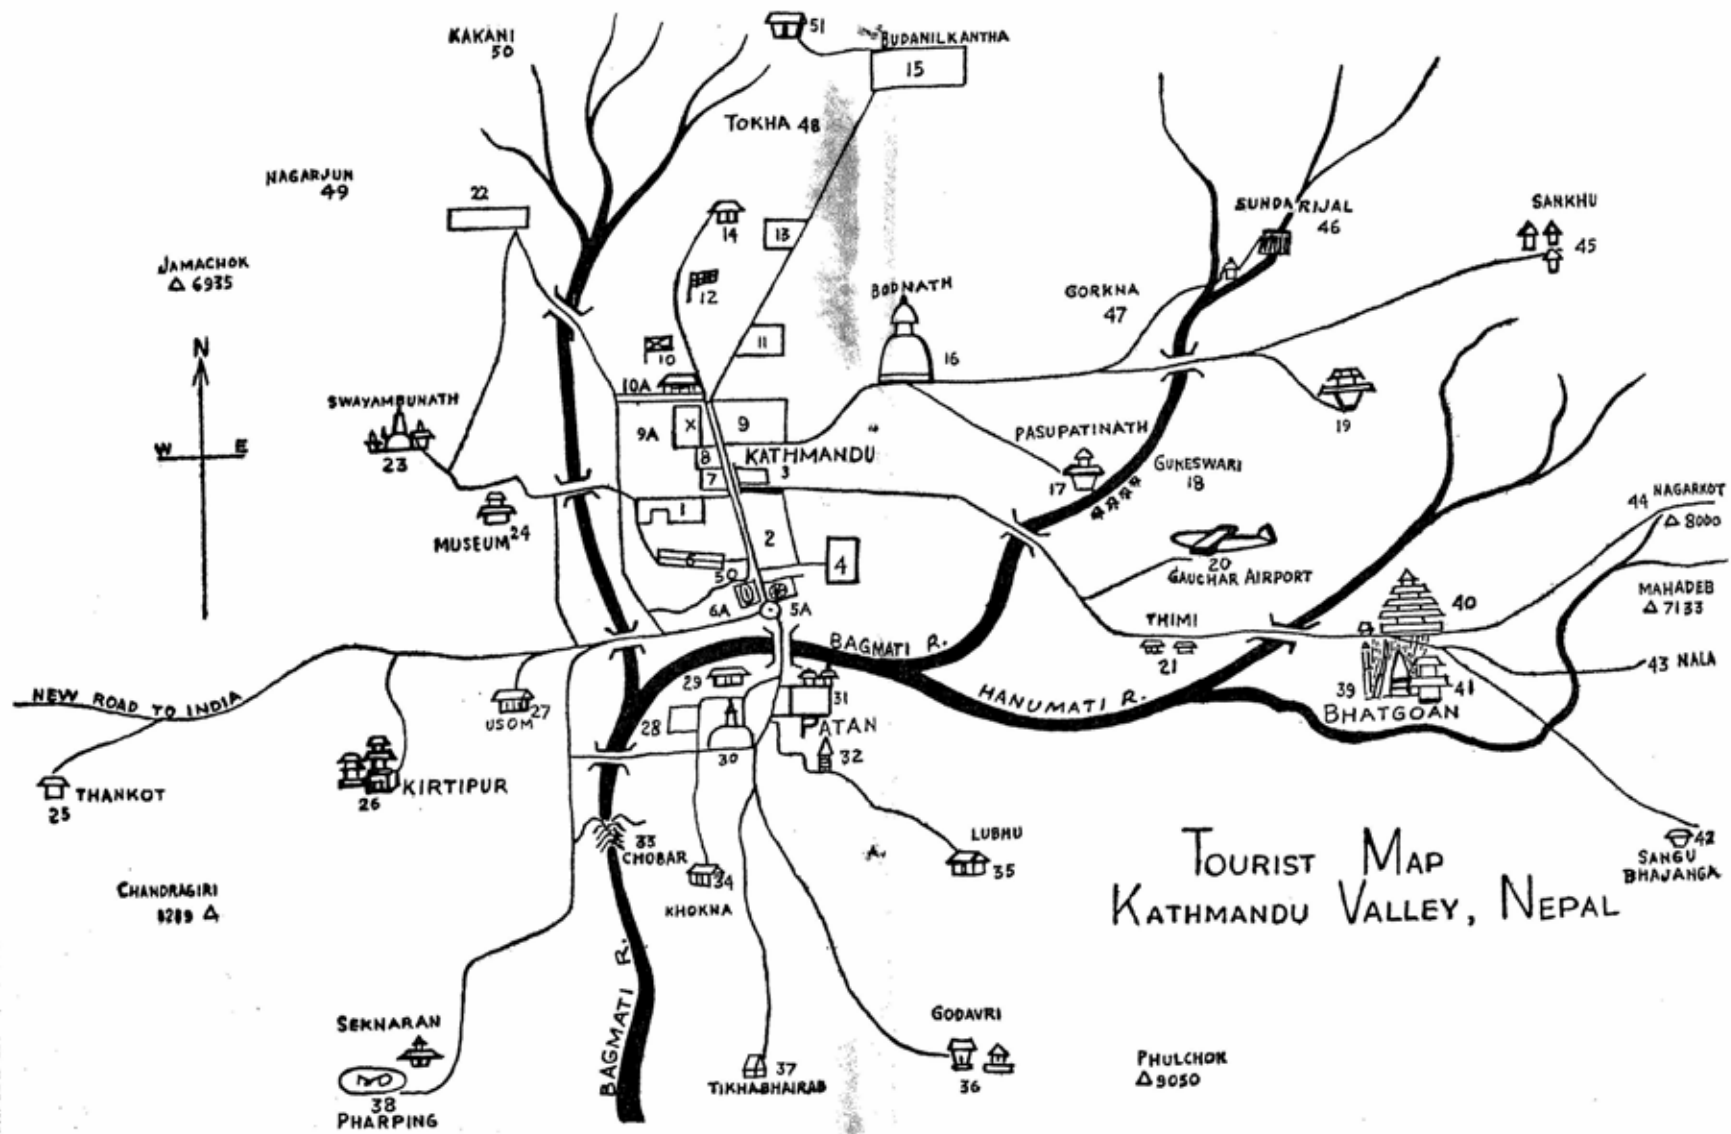 51
KAKANI
50
BUDANILKANTHA
15
TOKHA 48
NAGARJUN
49
22
14
13
SUNDARIJAL
46
SANKHU
45
JAMACHOK
△ 6935
12
BODNATH
GORKNA
47
N
W E
10
11
16
10A
SWAYAMBUNATH
23
9A
X
9
19
8
KATHMANDU
7
3
PASUPATINATH
17
GUKESWARI
18
MUSEUM 24
1
2
44 NAGARKOT
△ 8000
6
4
20
GAUCHAR AIRPORT
50
6A
5A
MAHADEB
△ 7133
40
THIMI
21
BAGMATI R.
HANUMATI R.
43 NALA
39
41
BHATGOAN
NEW ROAD TO INDIA
27
USOM
29
28
30
31
PATAN
32
THANKOT
25
26
KIRTIPUR
33
CHOBAR
34
KHOKNA
LUBHU
35
42
SANGU
BHAJANGA
TOURIST MAP
KATHMANDU VALLEY, NEPAL
CHANDRAGIRI
△
BAGMATI R.
SEKNARAN
38
PHARPING
37
TIKHABHAIRAB
GODAVRI
36
PHULCHOK
△ 9050